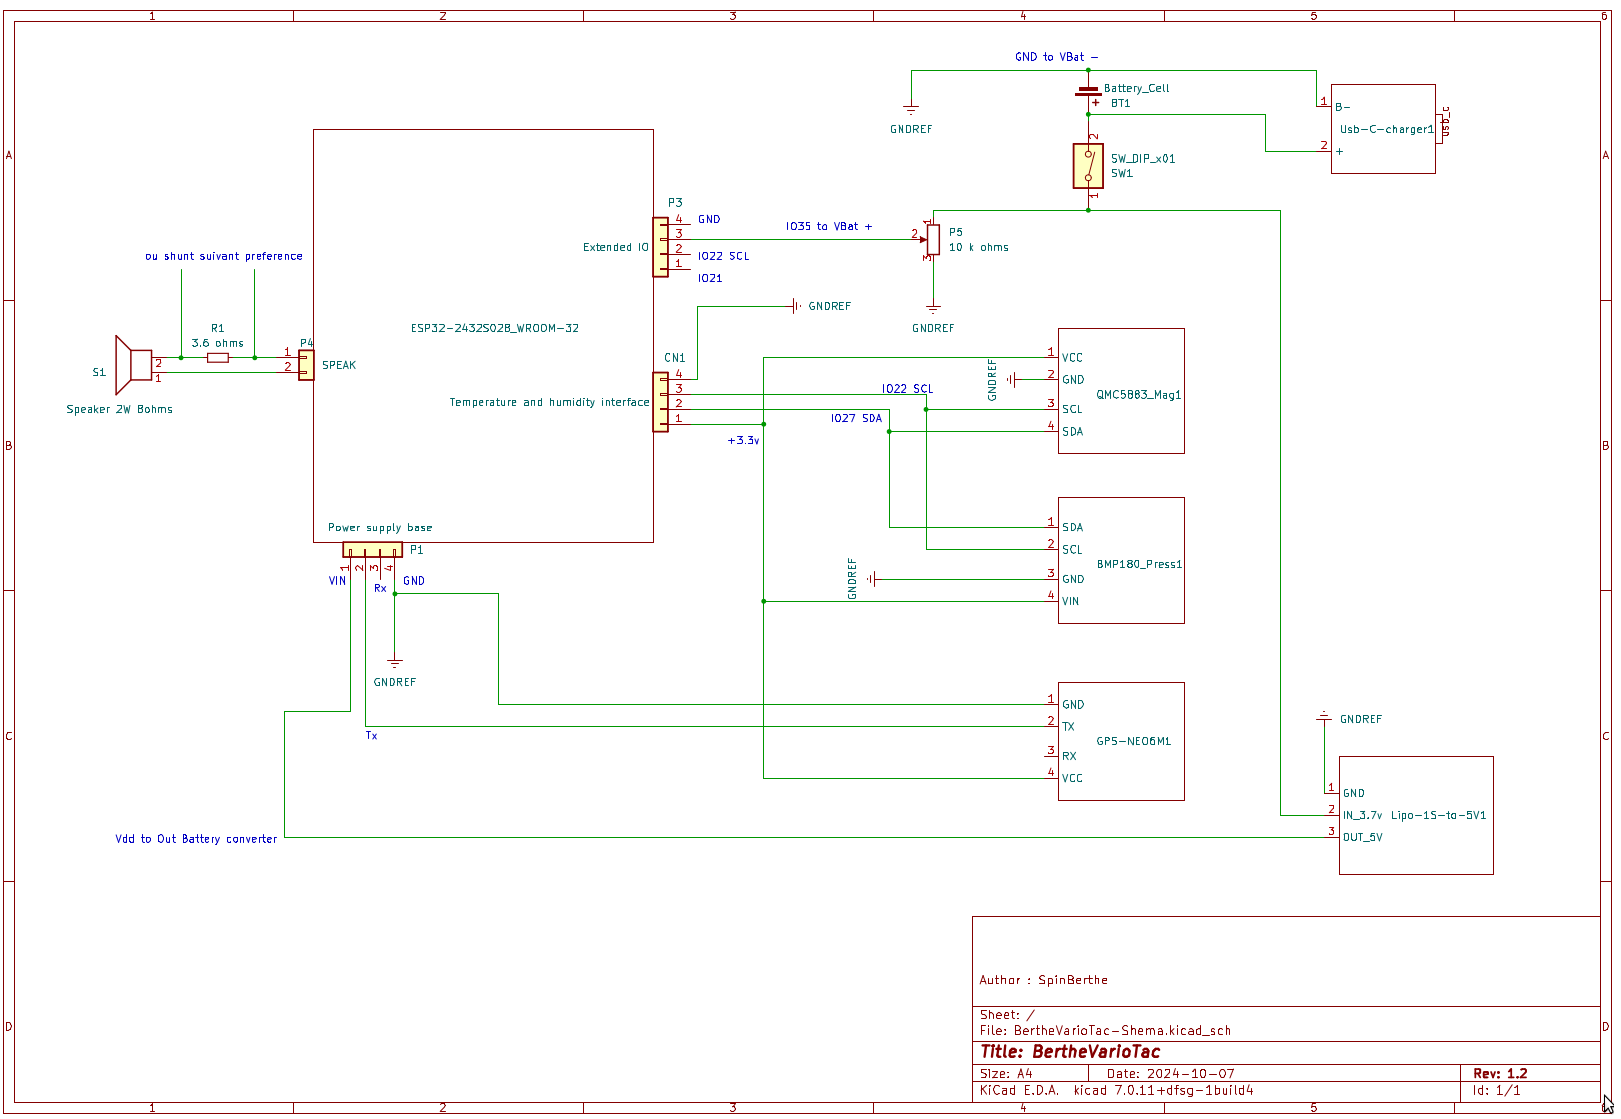 1 2 3 4 5 6
A
B
C
D
A
B
C
D
1 2 3 4 5 6
GND to VBat -
GNDREF
Battery_Cell
+ BT1
2
SW_DIP_x01
SW1
1
1 B-
2 +
Usb-C-charger1
usb_c
P3
4 GND
3
2 IO22 SCL
1 IO21
Extended IO
IO35 to VBat +
1
2
3
P5
10 k ohms
GNDREF
ou shunt suivant preference
R1
3.6 ohms
P4
1
2
SPEAK
S1
2
1
Speaker 2W 8ohms
ESP32-2432S028_WROOM-32
GNDREF
CN1
4
3
2
1
Temperature and humidity interface
IO22 SCL
IO27 SDA
+3.3v
GNDREF
1 VCC
2 GND
3 SCL
4 SDA
QMC5883_Mag1
GNDREF
1 SDA
2 SCL
3 GND
4 VIN
BMP180_Press1
Power supply base
P1
1 2 3 4
VIN
Rx
GND
GNDREF
Tx
1 GND
2 TX
3 RX
4 VCC
GPS-NEO6M1
GNDREF
1 GND
2 IN_3.7v
3 OUT_5V
Lipo-1S-to-5V1
Vdd to Out Battery converter
Author : SpinBerthe
Sheet: /
File: BertheVarioTac-Shema.kicad_sch
Title: BertheVarioTac
Size: A4 Date: 2024-10-07 Rev: 1.2
KiCad E.D.A. kicad 7.0.11+dfsg-1build4 Id: 1/1